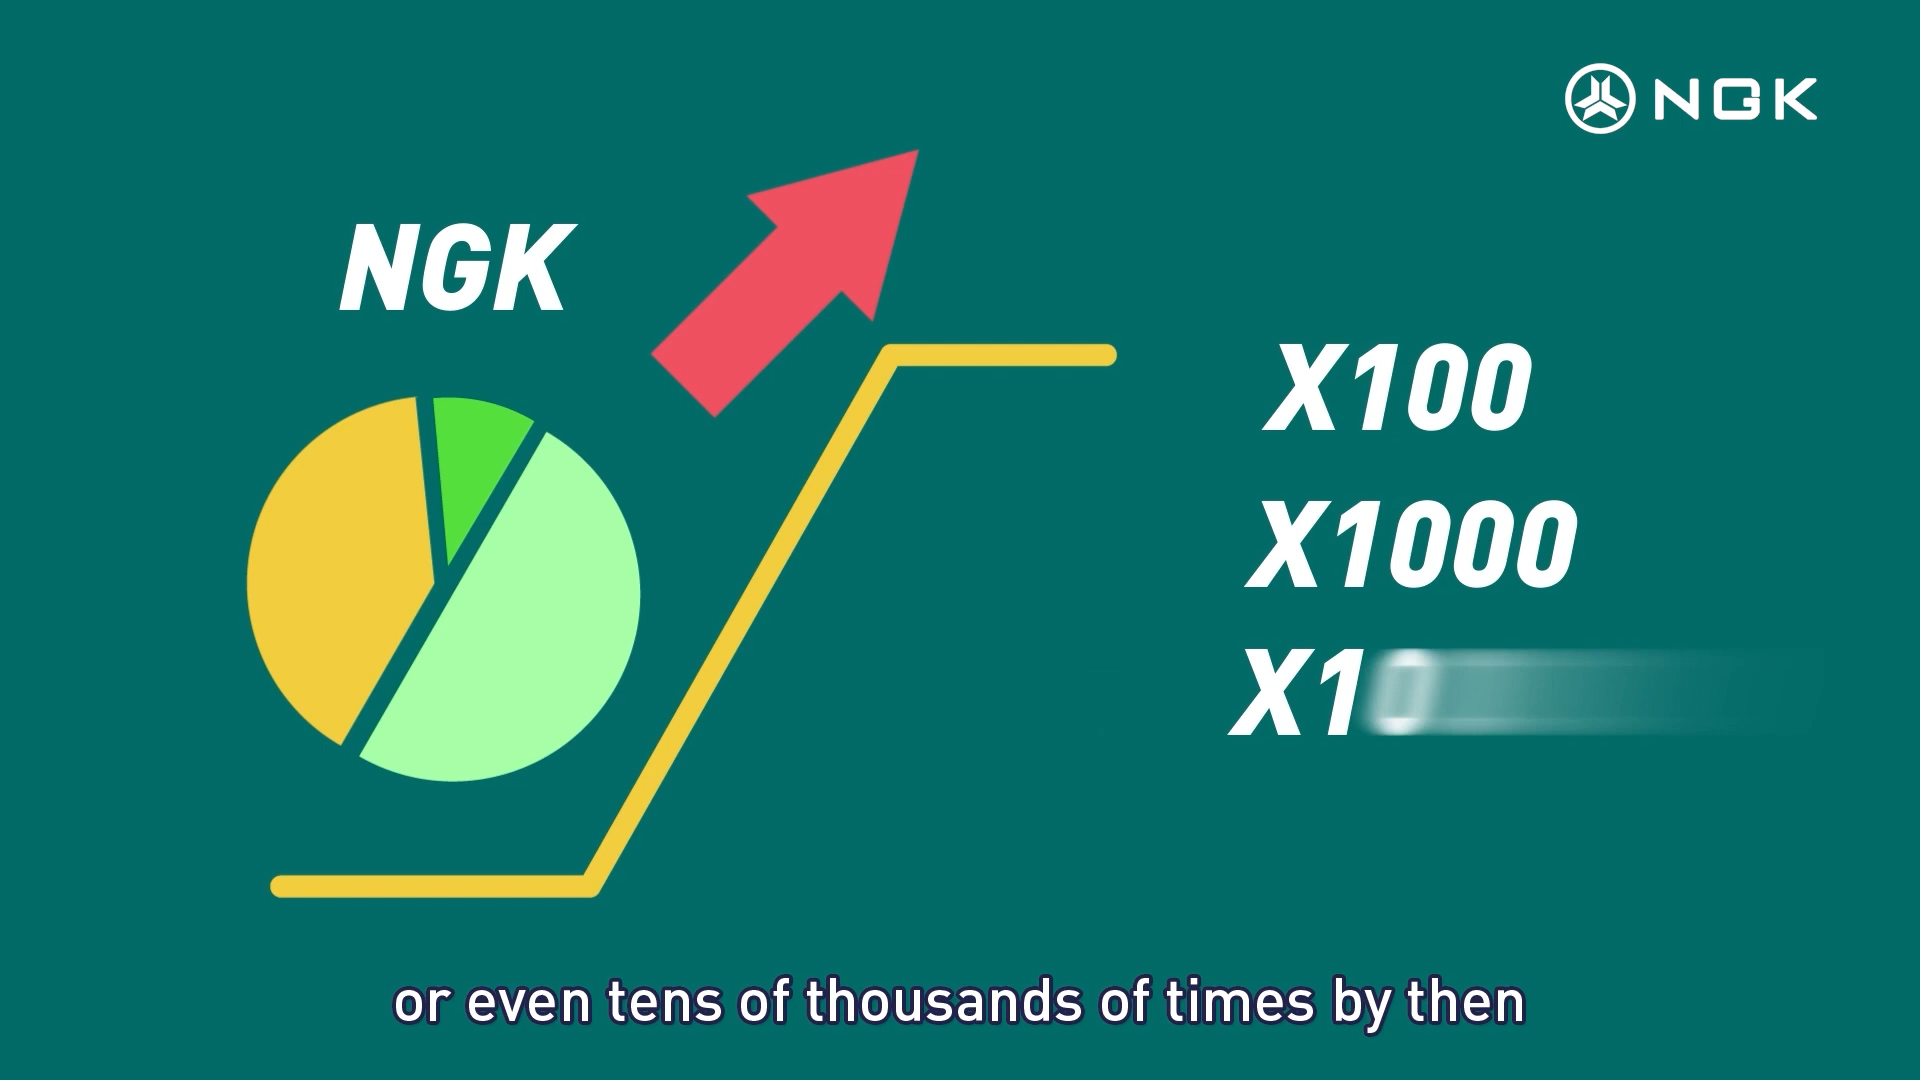 NGK
NGK
X100
X1000
X1
or even tens of thousands of times by then